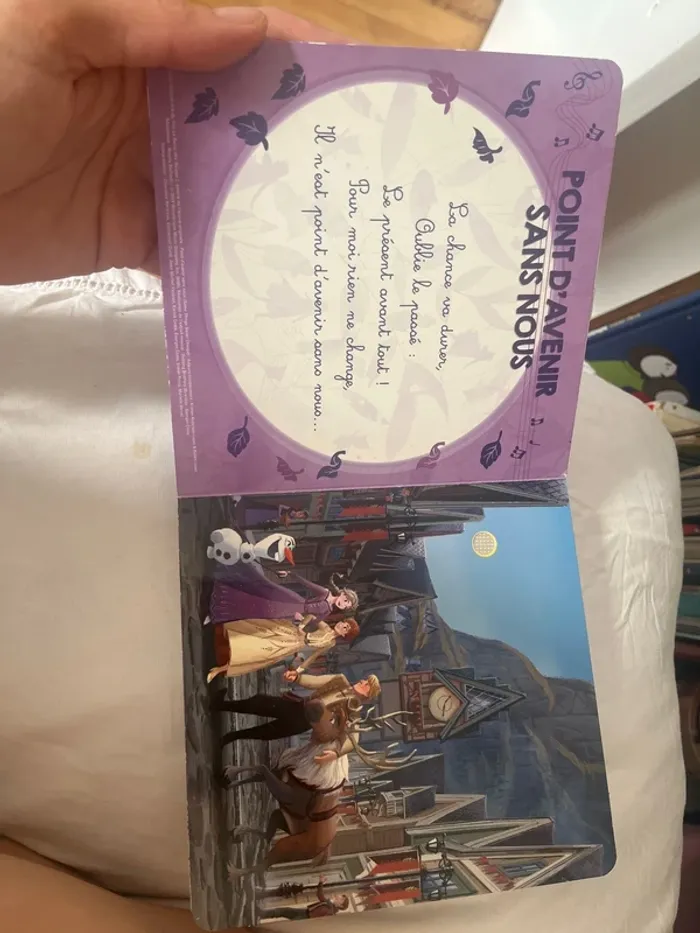 POINT D'AVENIR
SANS NOUS
La chance va durer,
Oublie le passé :
Le présent avant tout !
Pour moi rien ne change,
Il n'est point d'avenir sans nous...